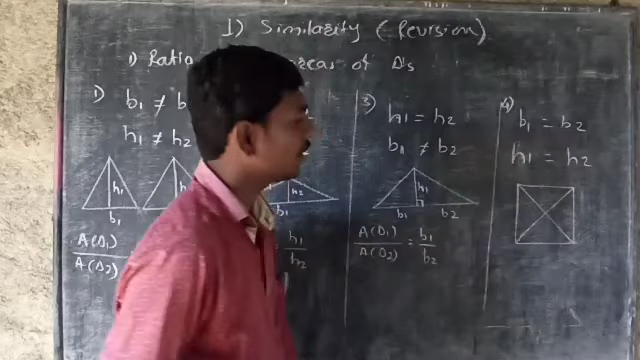 1) Similarity (Revision)
1) Ratio reas of Δs
1) b₁ ≠ b
h₁ ≠ h₂
h₁
h
b₁
A(Δ₁)
A(Δ₂)
h₂
b₁
h₁
h₂
3) h₁ = h₂
b₁ ≠ b₂
h₁
b₁ b₂
A(Δ₁) / A(Δ₂) = b₁ / b₂
4) b₁ = b₂
h₁ = h₂